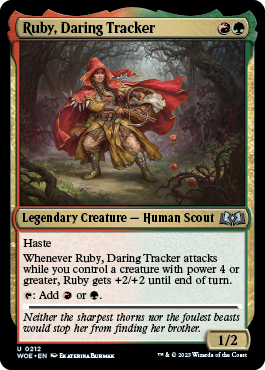 Ruby, Daring Tracker
Legendary Creature — Human Scout
Haste
Whenever Ruby, Daring Tracker attacks
while you control a creature with power 4
or greater, Ruby gets +2/+2 until end of turn.
: Add or .
Neither the sharpest thorns nor the foulest beasts
would stop her from finding her brother.
1/2
U 0212
WOE • EN Ekaterina Burmak
™ & © 2023 Wizards of the Coast